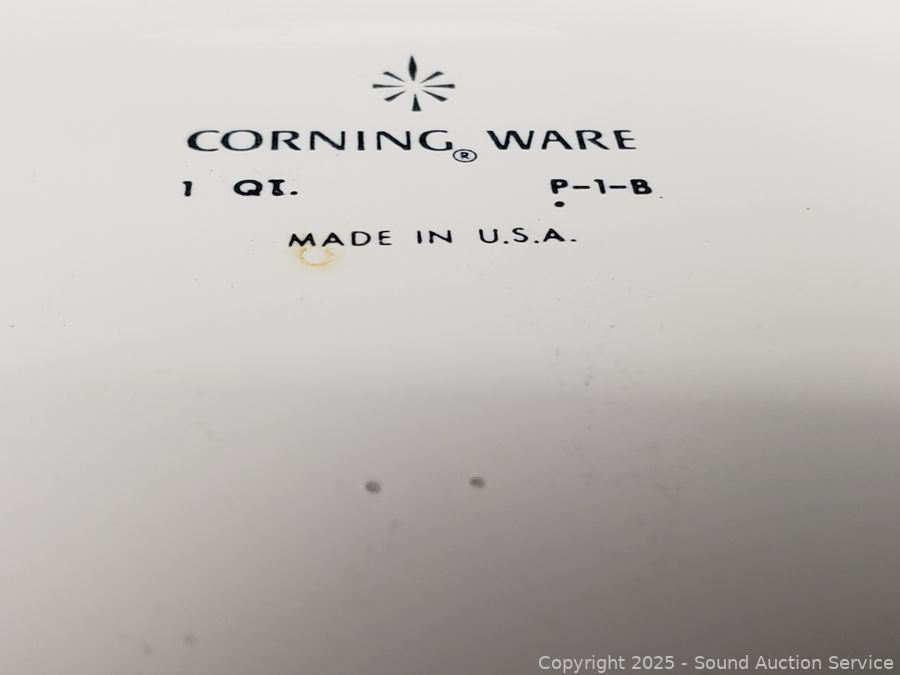 CORNING® WARE
1 QT. P-1-B
MADE IN U.S.A.
Copyright 2025 - Sound Auction Service